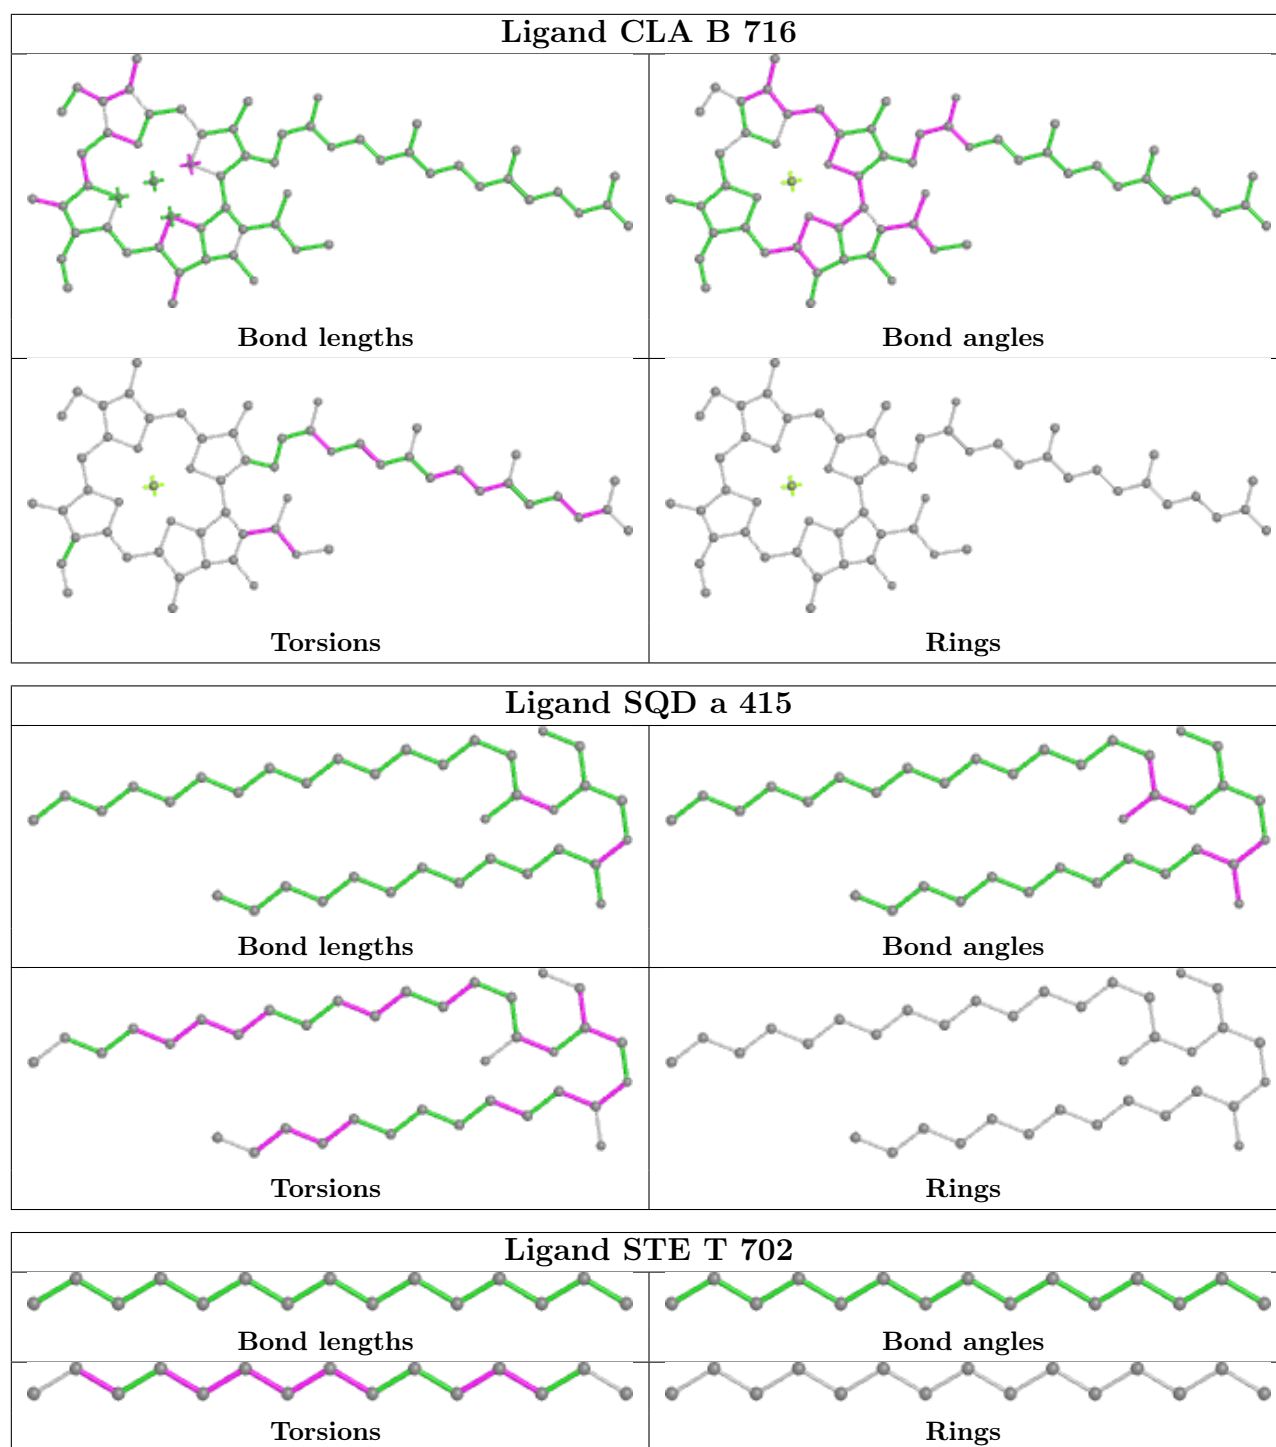 Ligand CLA B 716
Bond lengths
Bond angles
Torsions
Rings
Ligand SQD a 415
Bond lengths
Bond angles
Torsions
Rings
Ligand STE T 702
Bond lengths
Bond angles
Torsions
Rings